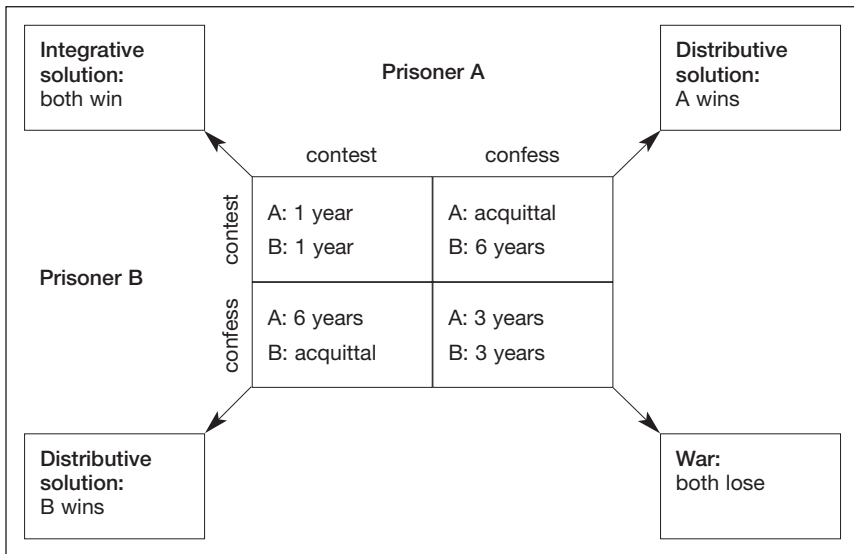 Integrative
solution:
both win
Prisoner A
Distributive
solution:
A wins
contest
confess
contest
A: 1 year
B: 1 year
A: acquittal
B: 6 years
Prisoner B
confess
A: 6 years
B: acquittal
A: 3 years
B: 3 years
Distributive
solution:
B wins
War:
both lose